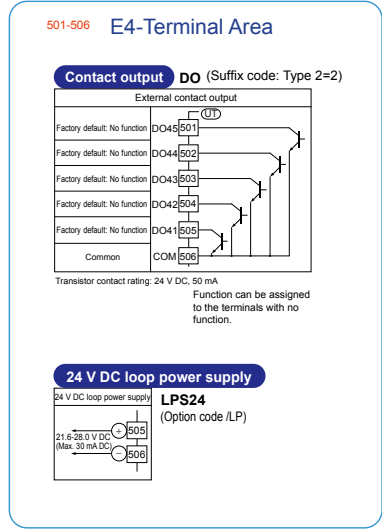 501-506 E4-Terminal Area
Contact output DO (Suffix code: Type 2=2)
External contact output
UT
Factory default: No function DO45 501
Factory default: No function DO44 502
Factory default: No function DO43 503
Factory default: No function DO42 504
Factory default: No function DO41 505
Common COM 506
Transistor contact rating: 24 V DC, 50 mA
Function can be assigned
to the terminals with no
function.
24 V DC loop power supply
24 V DC loop power supply LPS24
(Option code /LP)
21.6-28.0 V DC + 505
(Max. 30 mA DC) − 506